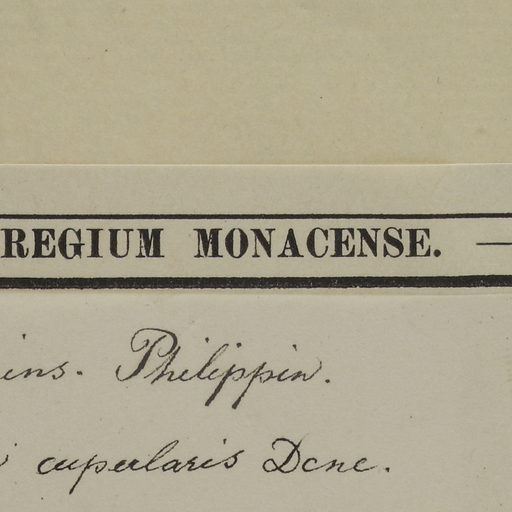 REGIUM MONACENSE. —
ins. Philippin.
cupularis Dcne.